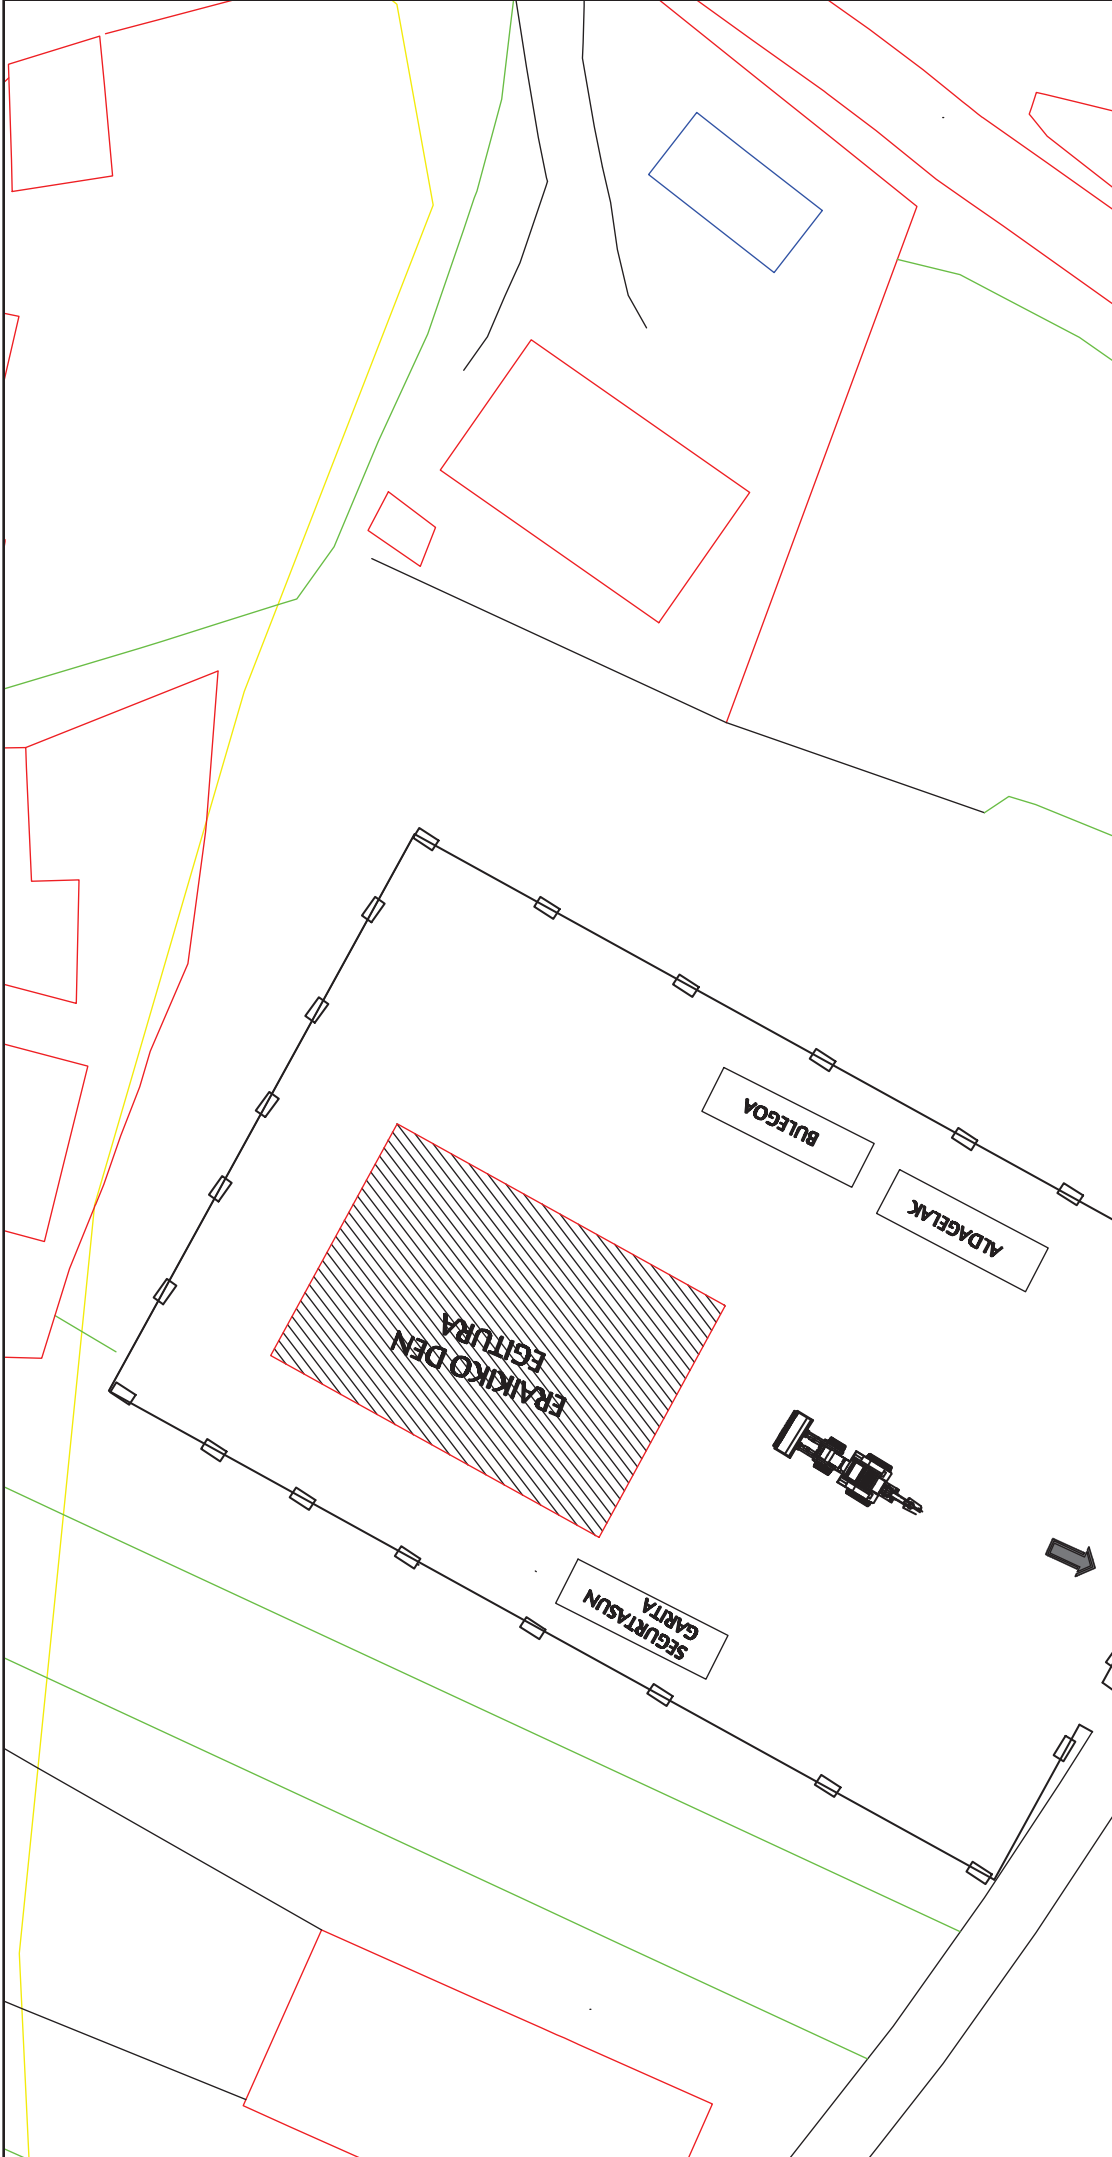 BULEGOA
ALDAGELAK
ERAIKIKO DEN
EGITURA
SEGURTASUN
GARITA